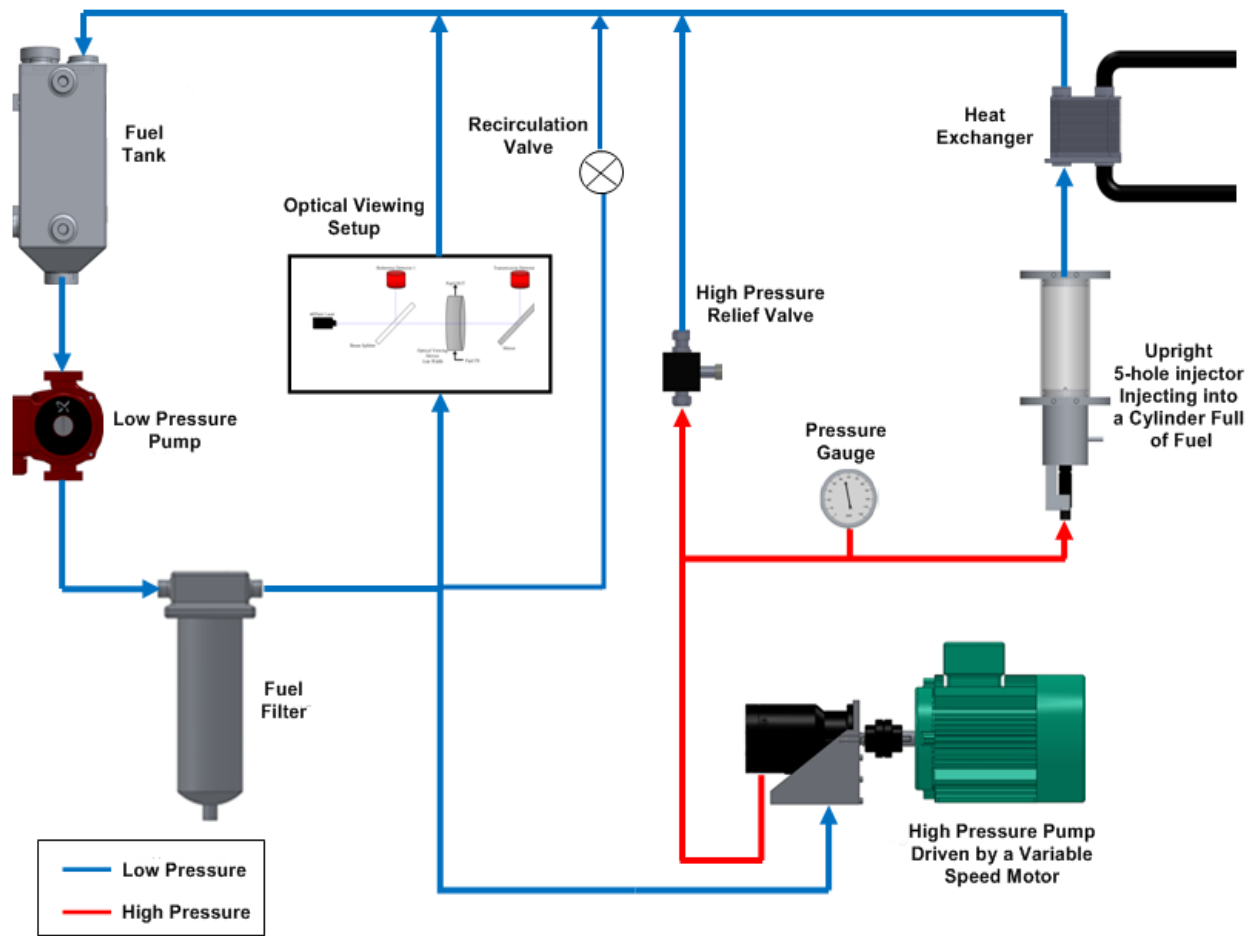 Fuel
Tank
Recirculation
Valve
Heat
Exchanger
Optical Viewing
Setup
High Pressure
Relief Valve
Low Pressure
Pump
Upright
5-hole injector
Injecting into
a Cylinder Full
of Fuel
Pressure
Gauge
Fuel
Filter
High Pressure Pump
Driven by a Variable
Speed Motor
Low Pressure
High Pressure